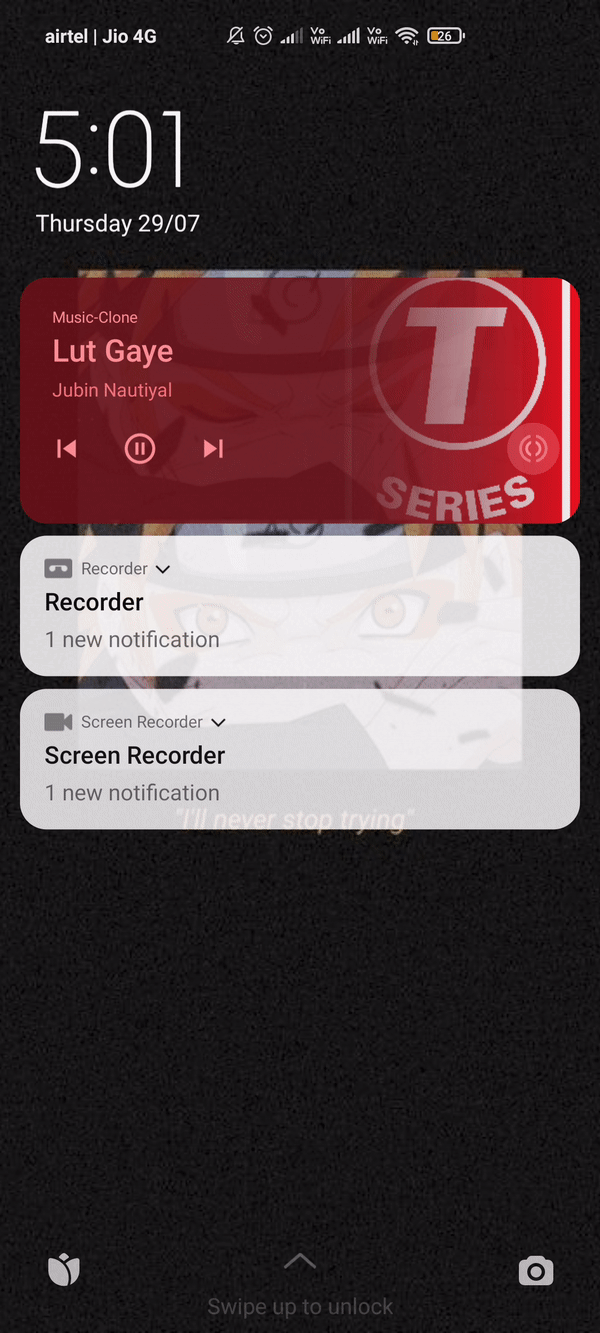 airtel | Jio 4G
Vo
WiFi
Vo
WiFi
26
5:01
Thursday 29/07
Music-Clone
Lut Gaye
Jubin Nautiyal
T
SERIES
Recorder
Recorder
1 new notification
Screen Recorder
Screen Recorder
1 new notification
"I'll never stop trying"
Swipe up to unlock